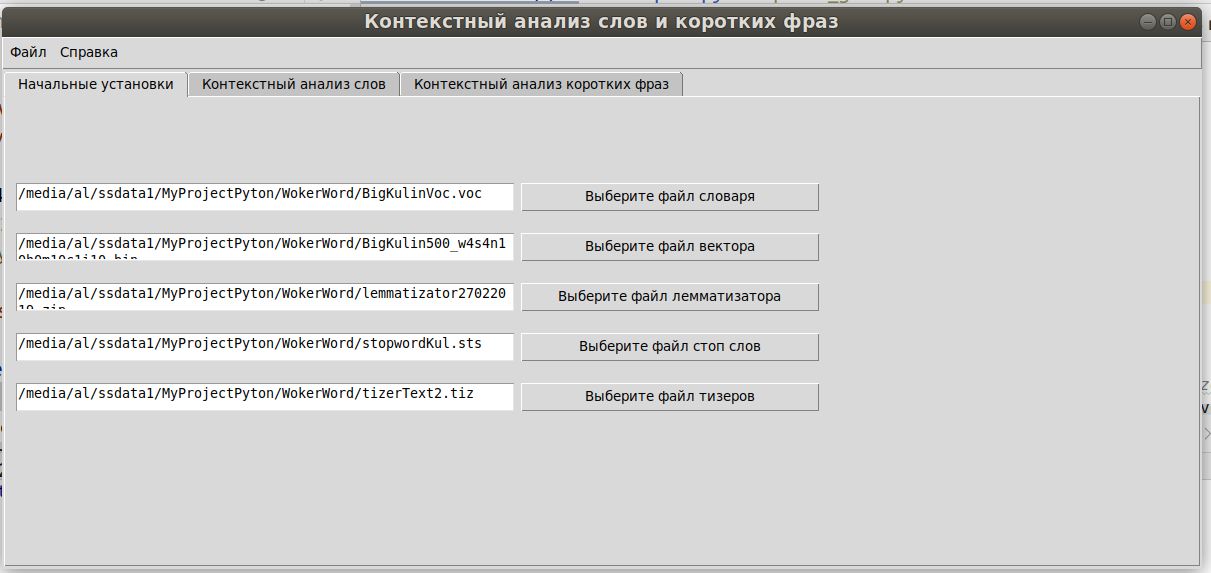 Контекстный анализ слов и коротких фраз
Файл Справка
Начальные установки Контекстный анализ слов Контекстный анализ коротких фраз
/media/al/ssdata1/MyProjectPyton/WokerWord/BigKulinVoc.voc Выберите файл словаря
/media/al/ssdata1/MyProjectPyton/WokerWord/BigKulin500_w4s4n1 Выберите файл вектора
/media/al/ssdata1/MyProjectPyton/WokerWord/lemmatizator270220 Выберите файл лемматизатора
19.zip
/media/al/ssdata1/MyProjectPyton/WokerWord/stopwordKul.sts Выберите файл стоп слов
/media/al/ssdata1/MyProjectPyton/WokerWord/tizerText2.tiz Выберите файл тизеров